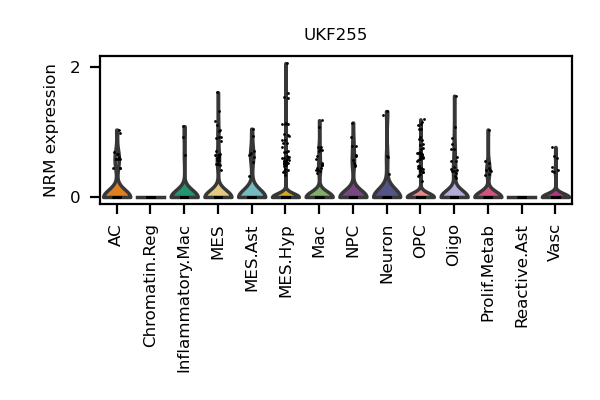 UKF255
NRM expression
2
0
AC
Chromatin.Reg
Inflammatory.Mac
MES
MES.Ast
MES.Hyp
Mac
NPC
Neuron
OPC
Oligo
Prolif.Metab
Reactive.Ast
Vasc